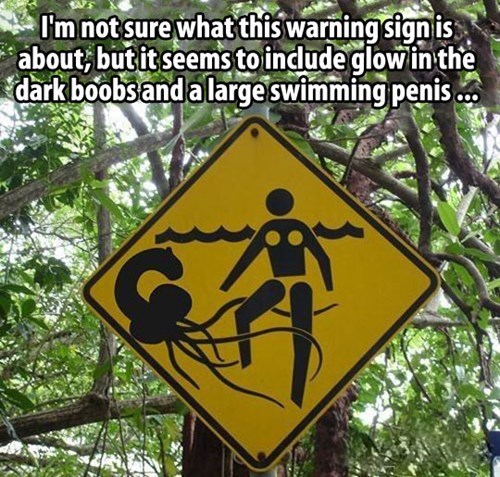 I'm not sure what this warning sign is
about, but it seems to include glow in the
dark boobs and a large swimming penis ...